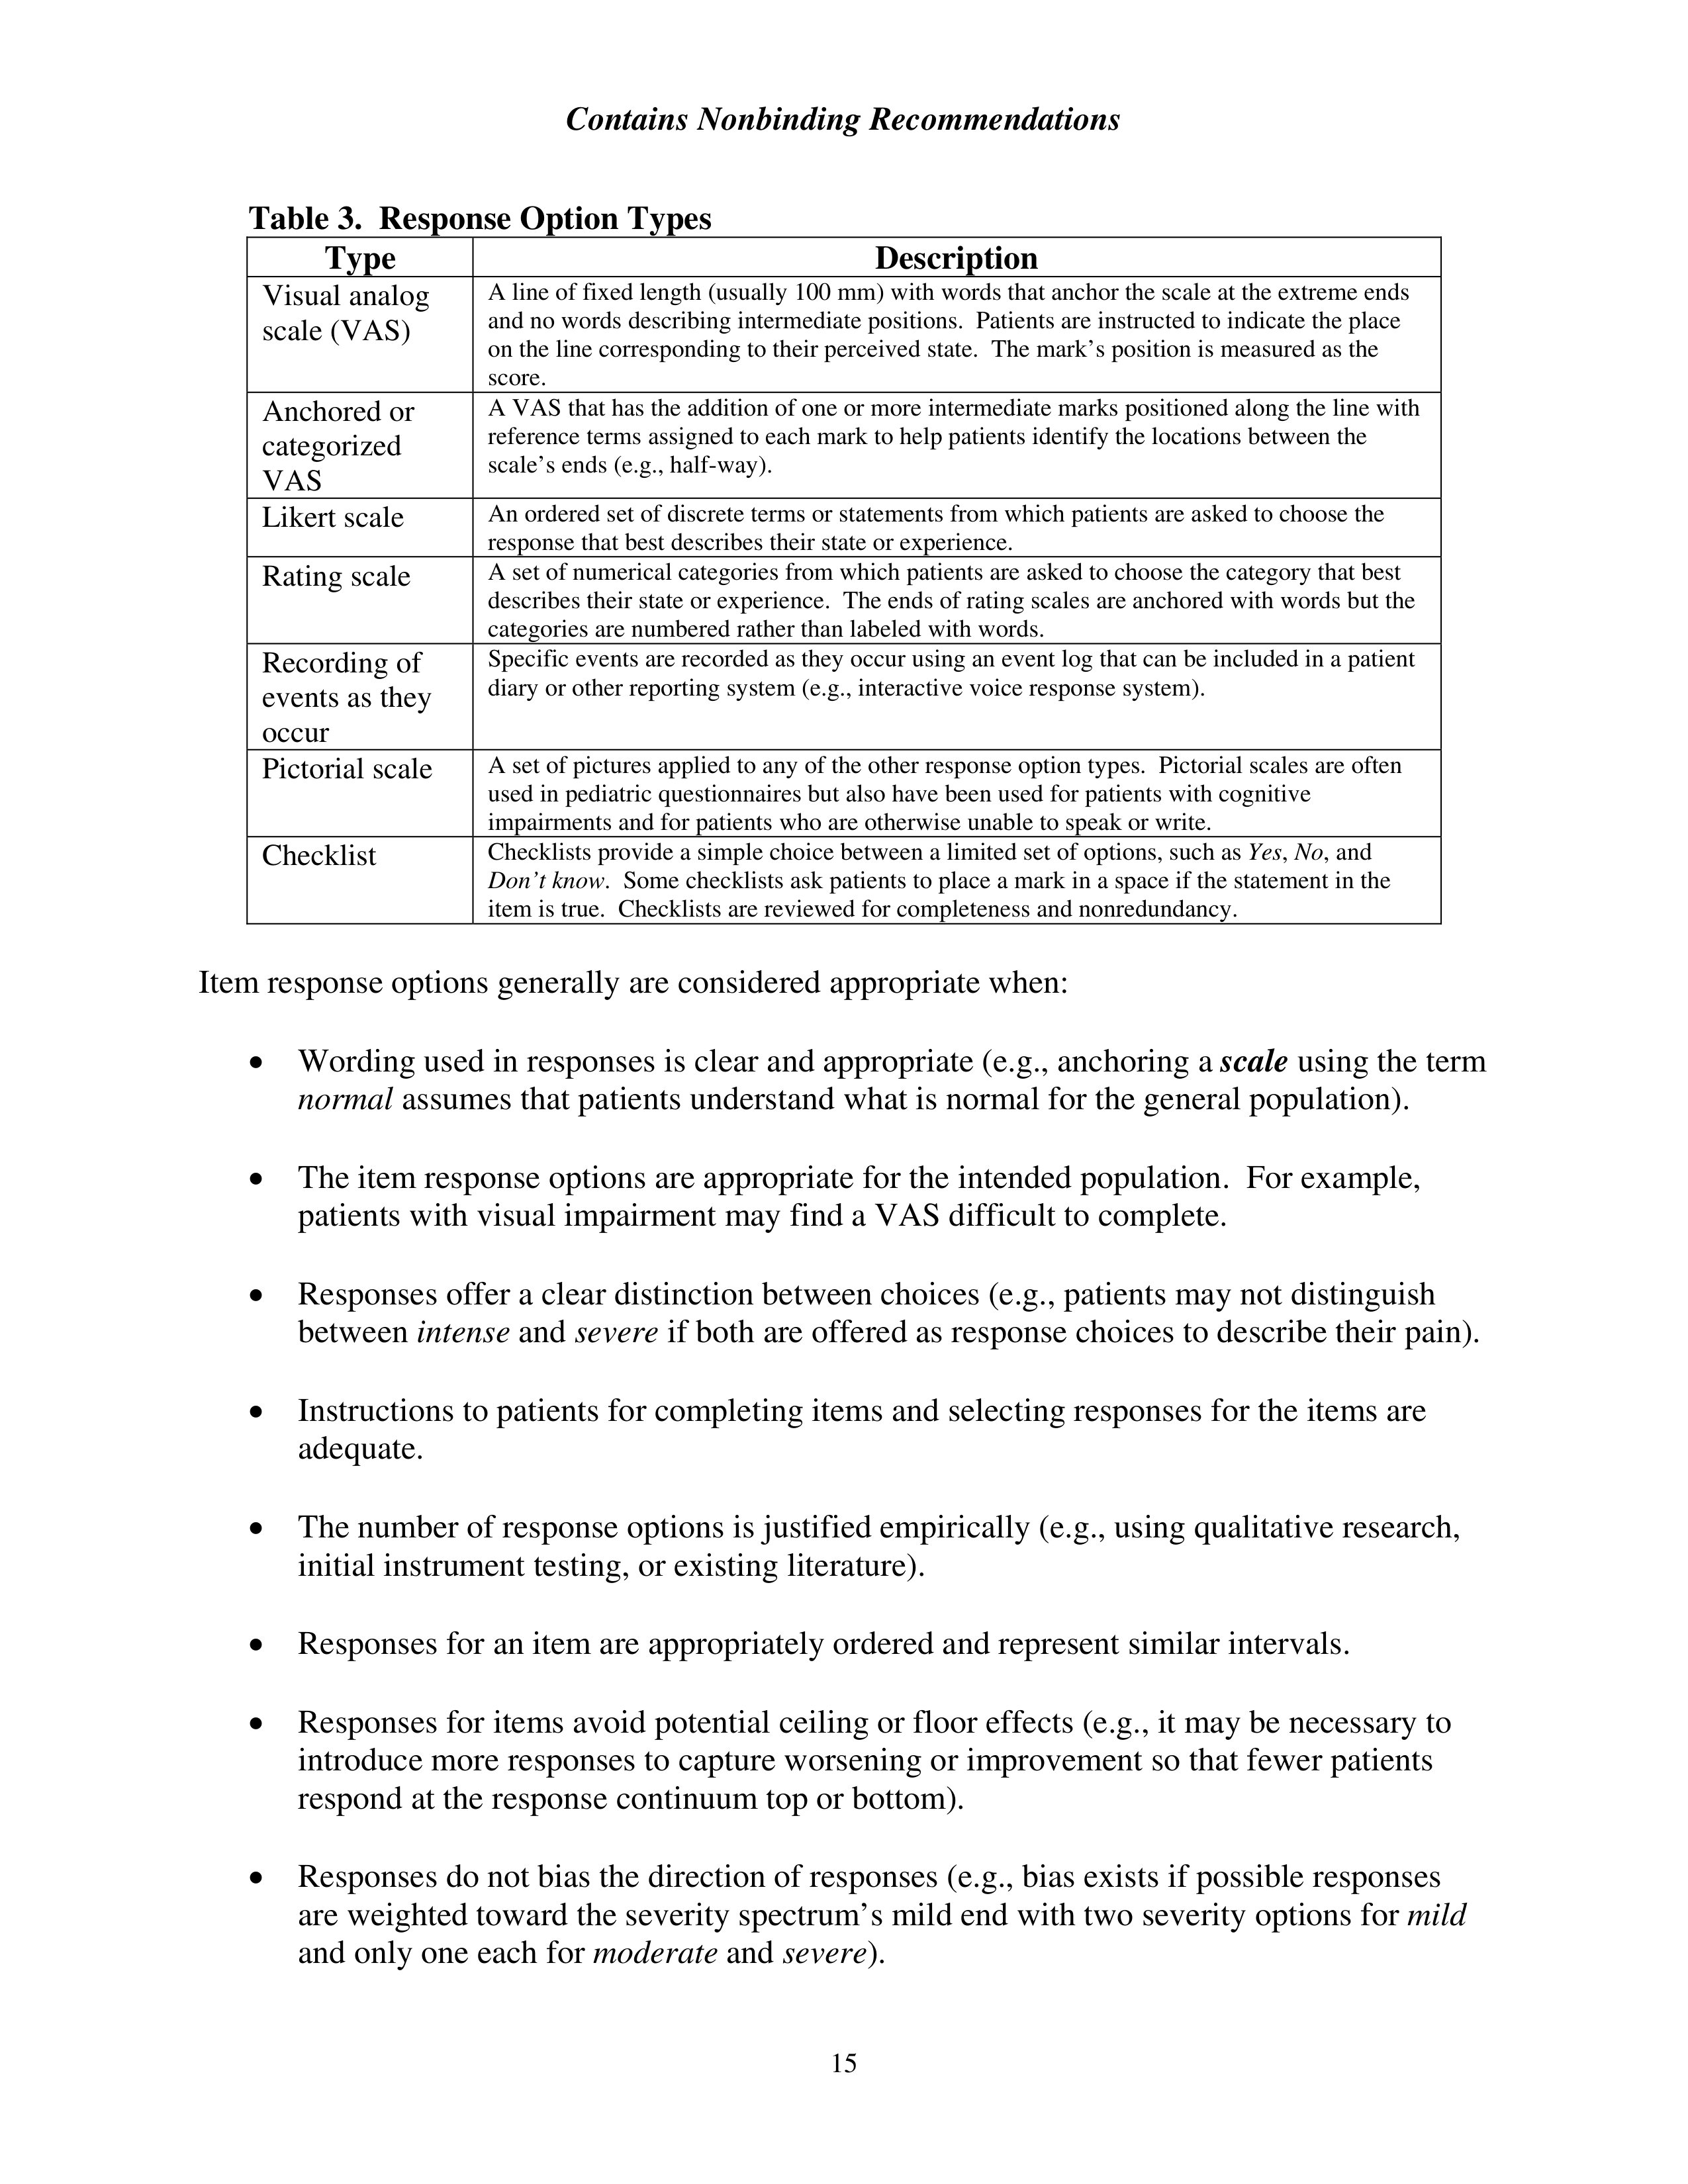 Contains Nonbinding Recommendations
Table 3.  Response Option Types
Type
Description
Visual analog
scale (VAS)
A line of fixed length (usually 100 mm) with words that anchor the scale at the extreme ends
and no words describing intermediate positions.  Patients are instructed to indicate the place
on the line corresponding to their perceived state.  The mark’s position is measured as the
score.
Anchored or
categorized
VAS
A VAS that has the addition of one or more intermediate marks positioned along the line with
reference terms assigned to each mark to help patients identify the locations between the
scale’s ends (e.g., half-way).
Likert scale
An ordered set of discrete terms or statements from which patients are asked to choose the
response that best describes their state or experience.
Rating scale
A set of numerical categories from which patients are asked to choose the category that best
describes their state or experience.  The ends of rating scales are anchored with words but the
categories are numbered rather than labeled with words.
Recording of
events as they
occur
Specific events are recorded as they occur using an event log that can be included in a patient
diary or other reporting system (e.g., interactive voice response system).
Pictorial scale
A set of pictures applied to any of the other response option types.  Pictorial scales are often
used in pediatric questionnaires but also have been used for patients with cognitive
impairments and for patients who are otherwise unable to speak or write.
Checklist
Checklists provide a simple choice between a limited set of options, such as Yes, No, and
Don’t know.  Some checklists ask patients to place a mark in a space if the statement in the
item is true.  Checklists are reviewed for completeness and nonredundancy.
Item response options generally are considered appropriate when:
• Wording used in responses is clear and appropriate (e.g., anchoring a scale using the term
normal assumes that patients understand what is normal for the general population).
• The item response options are appropriate for the intended population.  For example,
patients with visual impairment may find a VAS difficult to complete.
• Responses offer a clear distinction between choices (e.g., patients may not distinguish
between intense and severe if both are offered as response choices to describe their pain).
• Instructions to patients for completing items and selecting responses for the items are
adequate.
• The number of response options is justified empirically (e.g., using qualitative research,
initial instrument testing, or existing literature).
• Responses for an item are appropriately ordered and represent similar intervals.
• Responses for items avoid potential ceiling or floor effects (e.g., it may be necessary to
introduce more responses to capture worsening or improvement so that fewer patients
respond at the response continuum top or bottom).
• Responses do not bias the direction of responses (e.g., bias exists if possible responses
are weighted toward the severity spectrum’s mild end with two severity options for mild
and only one each for moderate and severe).
15